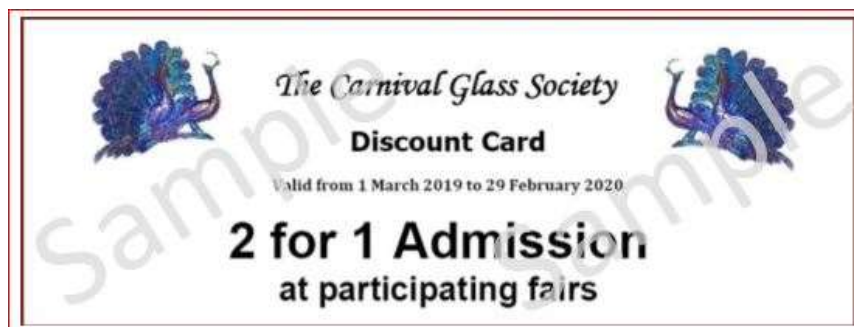 The Carnival Glass Society
Discount Card
Valid from 1 March 2019 to 29 February 2020
2 for 1 Admission
at participating fairs
Sample
Sample